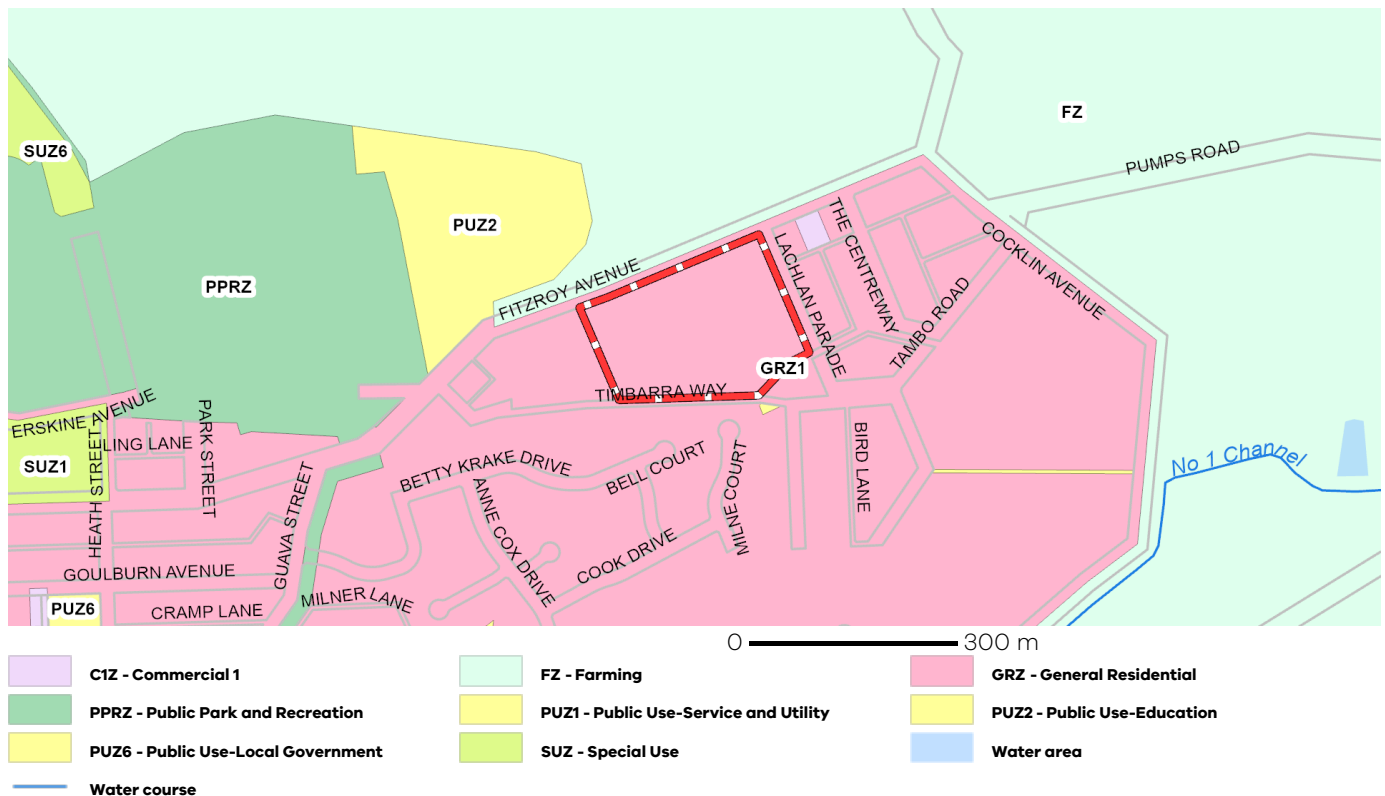 FZ
SUZ6
PUMPS ROAD
PUZ2
THE CENTREWAY
COCKLIN AVENUE
LACHLAN PARADE
FITZROY AVENUE
PPRZ
TAMBO ROAD
GRZ1
TIMBARRA WAY
ERSKINE AVENUE
PARK STREET
LING LANE
SUZ1
HEATH STREET
GUAVA STREET
BETTY KRAKE DRIVE
BELL COURT
MILNE COURT
BIRD LANE
No 1 Channel
ANNE COX DRIVE
COOK DRIVE
GOULBURN AVENUE
PUZ6
CRAMP LANE
MILNER LANE
0 300 m
C1Z - Commercial 1
FZ - Farming
GRZ - General Residential
PPRZ - Public Park and Recreation
PUZ1 - Public Use-Service and Utility
PUZ2 - Public Use-Education
PUZ6 - Public Use-Local Government
SUZ - Special Use
Water area
Water course